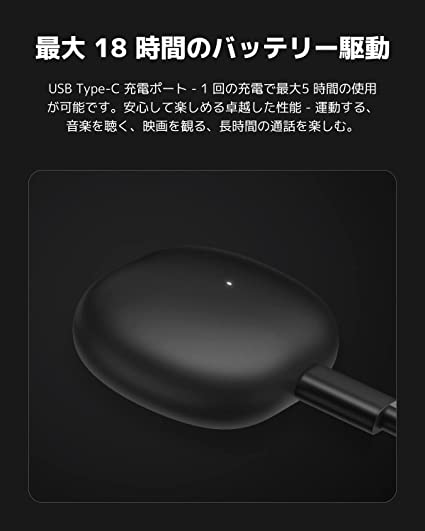 最大 18 時間のバッテリー駆動
USB Type-C 充電ポート - 1 回の充電で最大5 時間の使用
が可能です。安心して楽しめる卓越した性能 - 運動する、
音楽を聴く、映画を観る、長時間の通話を楽しむ。